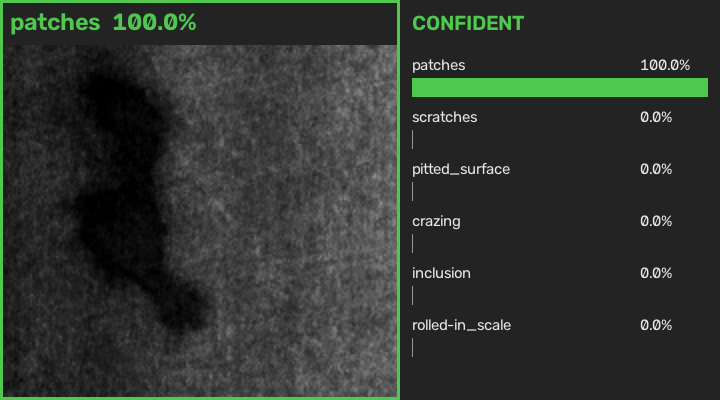 patches 100.0%
CONFIDENT
patches 100.0%
scratches 0.0%
pitted_surface 0.0%
crazing 0.0%
inclusion 0.0%
rolled-in_scale 0.0%